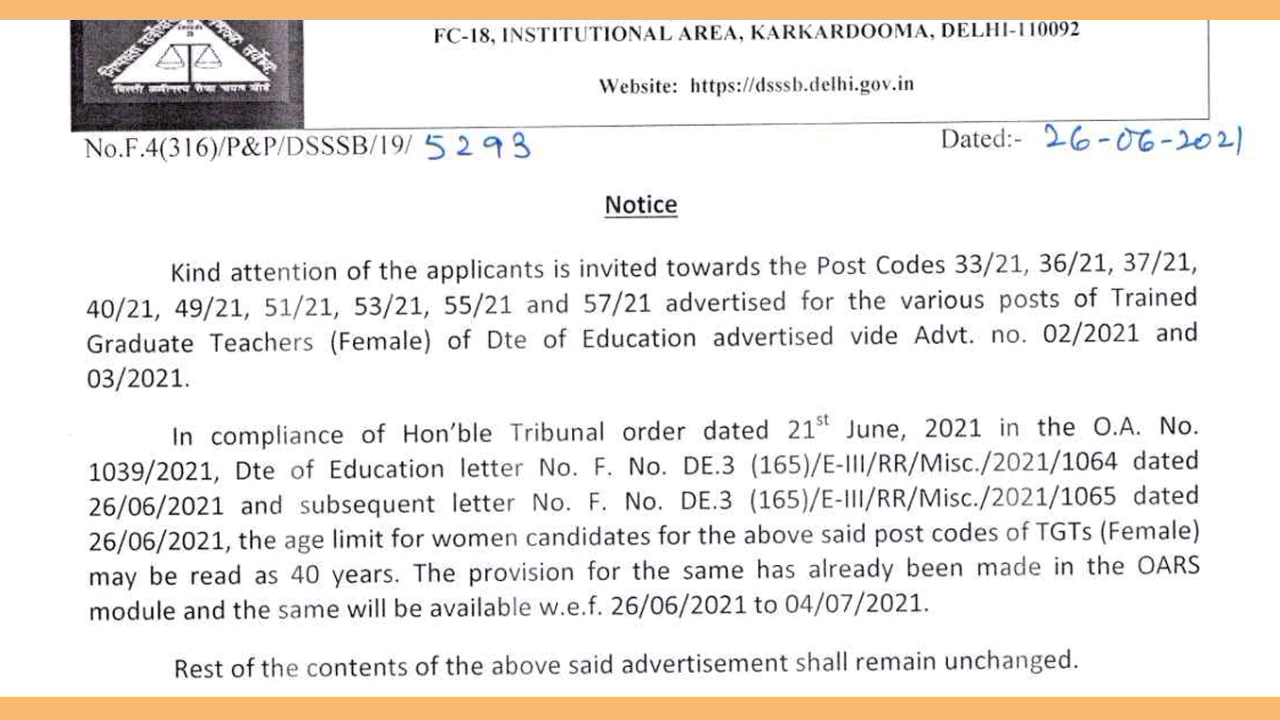 FC-18, INSTITUTIONAL AREA, KARKARDOOMA, DELHI-110092
Website: https://dsssb.delhi.gov.in
No.F.4(316)/P&P/DSSSB/19/ 5293
Dated:- 26-06-2021
Notice
Kind attention of the applicants is invited towards the Post Codes 33/21, 36/21, 37/21,
40/21, 49/21, 51/21, 53/21, 55/21 and 57/21 advertised for the various posts of Trained
Graduate Teachers (Female) of Dte of Education advertised vide Advt. no. 02/2021 and
03/2021.
In compliance of Hon'ble Tribunal order dated 21st June, 2021 in the O.A. No.
1039/2021, Dte of Education letter No. F. No. DE.3 (165)/E-III/RR/Misc./2021/1064 dated
26/06/2021 and subsequent letter No. F. No. DE.3 (165)/E-III/RR/Misc./2021/1065 dated
26/06/2021, the age limit for women candidates for the above said post codes of TGTs (Female)
may be read as 40 years. The provision for the same has already been made in the OARS
module and the same will be available w.e.f. 26/06/2021 to 04/07/2021.
Rest of the contents of the above said advertisement shall remain unchanged.